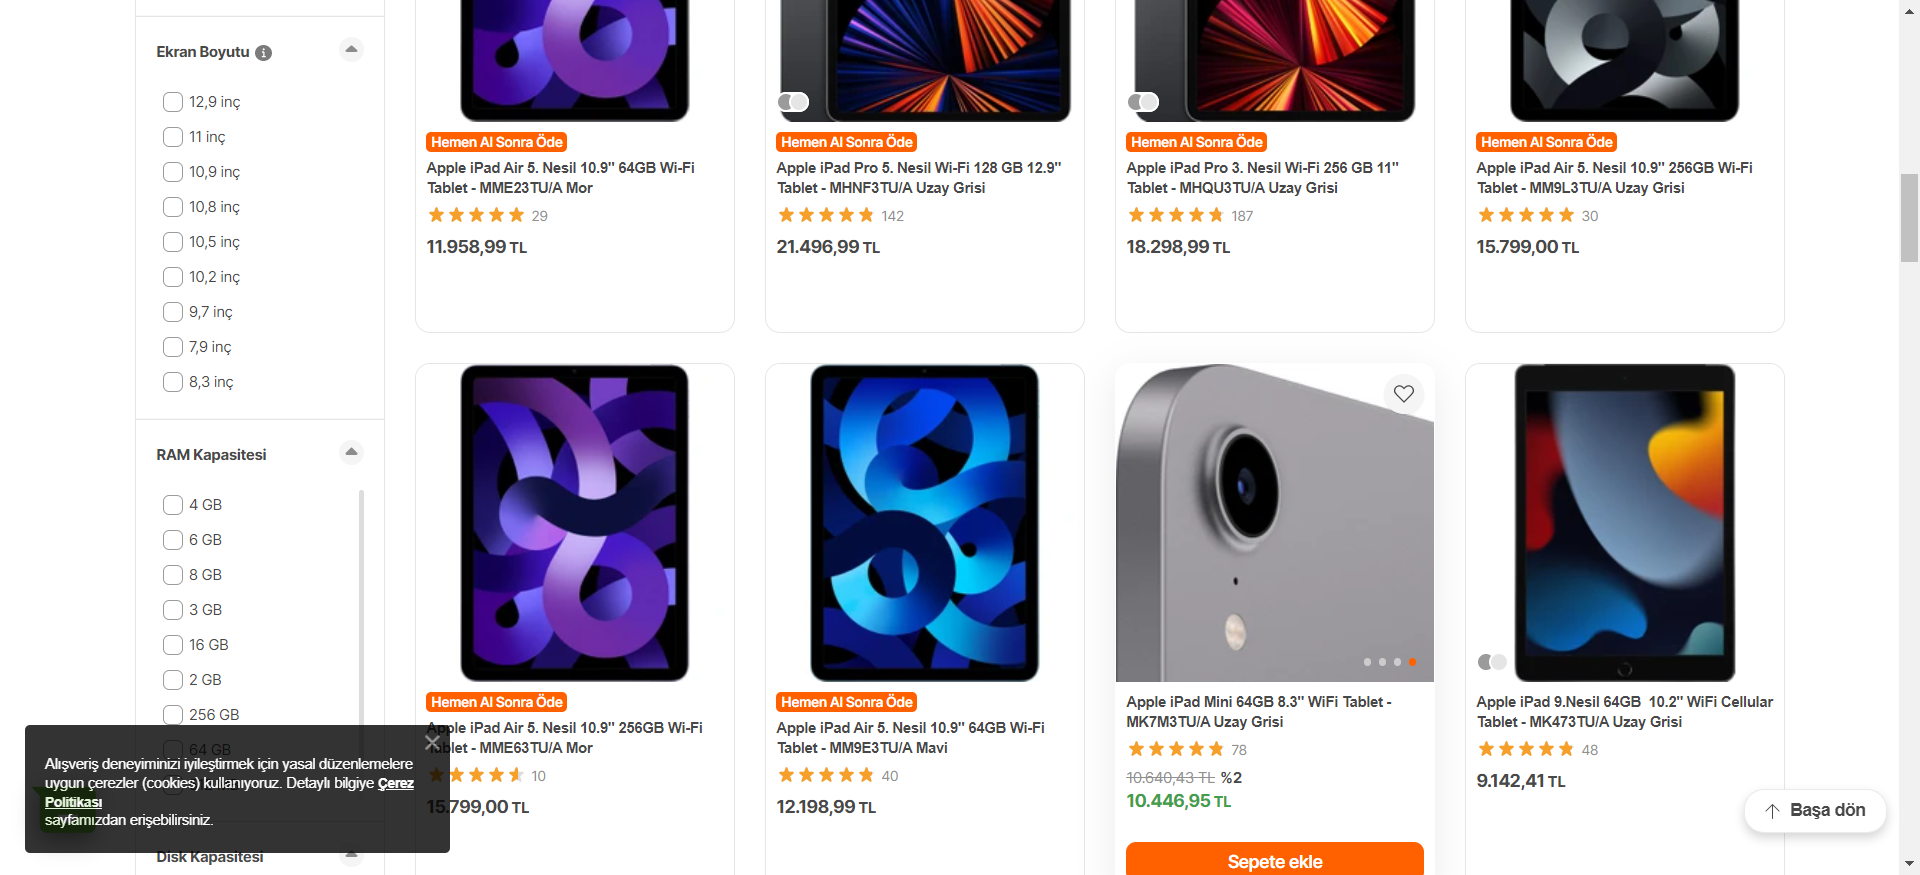 Ekran Boyutu
12,9 inç
11 inç
10,9 inç
10,8 inç
10,5 inç
10,2 inç
9,7 inç
7,9 inç
8,3 inç
RAM Kapasitesi
4 GB
6 GB
8 GB
3 GB
16 GB
2 GB
256 GB
64 GB
Disk Kapasitesi
Alışveriş deneyiminizi iyileştirmek için yasal düzenlemelere
uygun çerezler (cookies) kullanıyoruz. Detaylı bilgiye Çerez
Politikası
sayfamızdan erişebilirsiniz.
Hemen Al Sonra Öde
Apple iPad Air 5. Nesil 10.9" 64GB Wi-Fi
Tablet - MME23TU/A Mor
29
11.958,99 TL
Hemen Al Sonra Öde
Apple iPad Pro 5. Nesil Wi-Fi 128 GB 12.9"
Tablet - MHNF3TU/A Uzay Grisi
142
21.496,99 TL
Hemen Al Sonra Öde
Apple iPad Pro 3. Nesil Wi-Fi 256 GB 11"
Tablet - MHQU3TU/A Uzay Grisi
187
18.298,99 TL
Hemen Al Sonra Öde
Apple iPad Air 5. Nesil 10.9" 256GB Wi-Fi
Tablet - MM9L3TU/A Uzay Grisi
30
15.799,00 TL
Hemen Al Sonra Öde
Apple iPad Air 5. Nesil 10.9" 256GB Wi-Fi
Tablet - MME63TU/A Mor
10
15.799,00 TL
Hemen Al Sonra Öde
Apple iPad Air 5. Nesil 10.9" 64GB Wi-Fi
Tablet - MM9E3TU/A Mavi
40
12.198,99 TL
Apple iPad Mini 64GB 8.3" WiFi Tablet -
MK7M3TU/A Uzay Grisi
78
10.640,43 TL %2
10.446,95 TL
Sepete ekle
Apple iPad 9.Nesil 64GB 10.2" WiFi Cellular
Tablet - MK473TU/A Uzay Grisi
48
9.142,41 TL
Başa dön